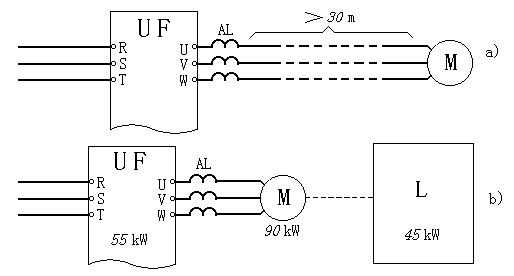 UF AL > 30 m
R U
S V M a)
T W
UF AL
R U
S V M L b)
T W
55 kW 90 kW 45 kW